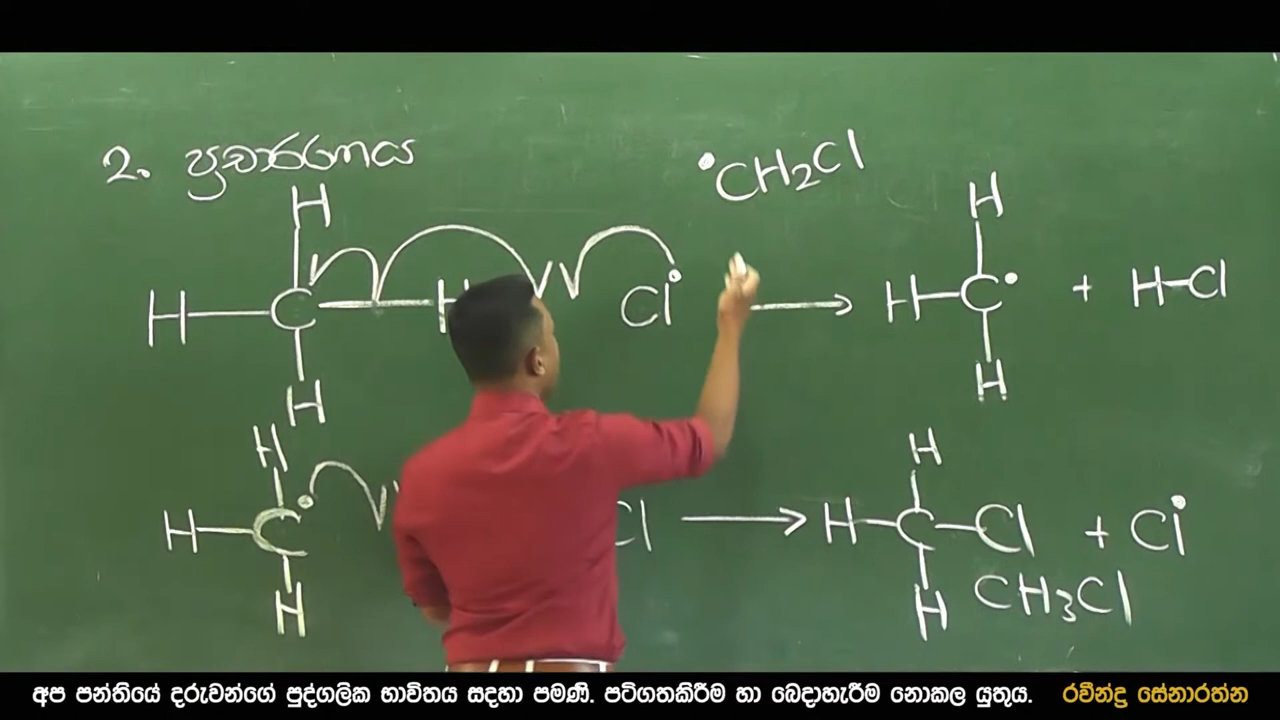 2. ප්‍රචාරණය
•CH2Cl
H
H—C—H Cl• → H—C• + H—Cl
H H
H H
H—C• Cl → H—C—Cl + Cl•
H H CH3Cl
අප පන්තියේ දරුවන්ගේ පුද්ගලික භාවිතය සඳහා පමණි. පටිගතකිරීම හා බෙදාහැරීම නොකල යුතුය. රවීන්ද්‍ර සේනාරත්න